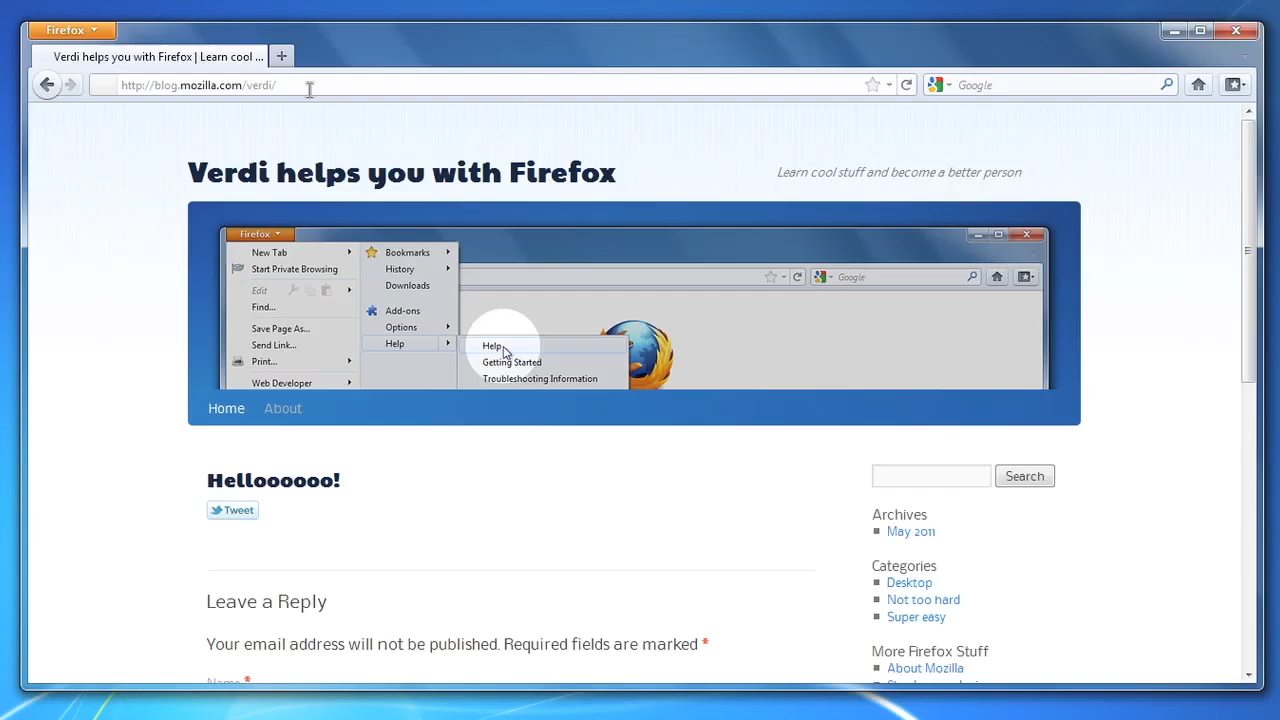 Firefox
Verdi helps you with Firefox | Learn cool ...
http://blog.mozilla.com/verdi/
Google
Verdi helps you with Firefox
Learn cool stuff and become a better person
Firefox
New Tab
Bookmarks
Start Private Browsing
History
Edit
Downloads
Find...
Add-ons
Save Page As...
Options
Send Link...
Help
Print...
Web Developer
Help
Getting Started
Troubleshooting Information
Google
Home
About
Helloooooo!
Tweet
Search
Archives
May 2011
Categories
Desktop
Not too hard
Super easy
Leave a Reply
Your email address will not be published. Required fields are marked *
More Firefox Stuff
About Mozilla
Name *